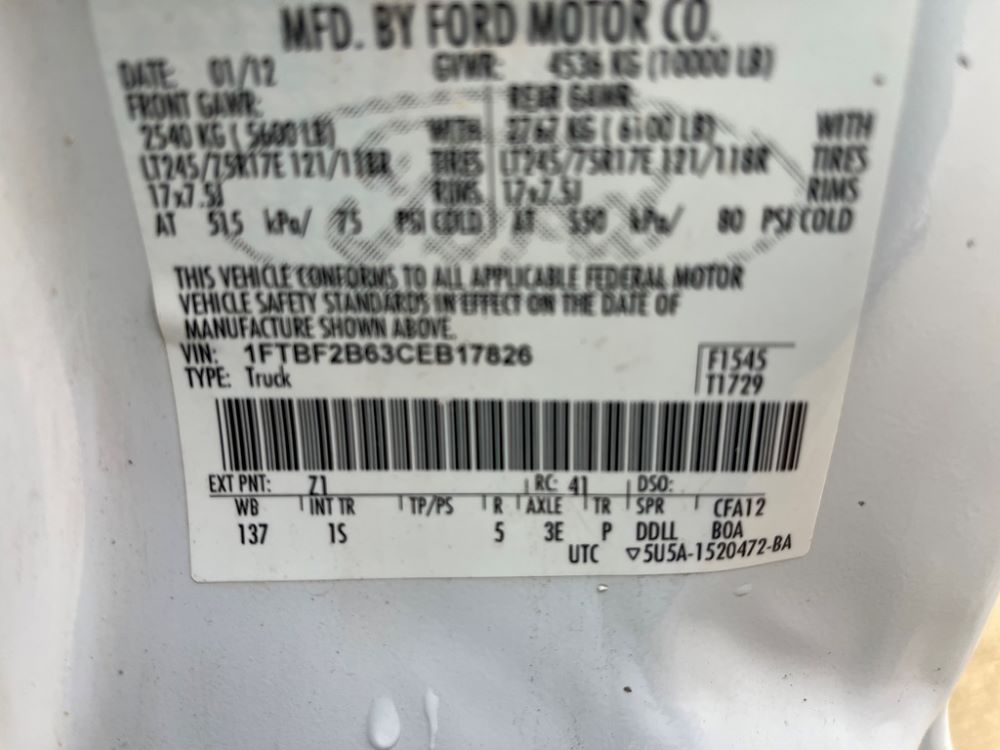 MFD. BY FORD MOTOR CO.
DATE: 01/12 GVWR: 4536 KG (10000 LB)
FRONT GAWR: REAR GAWR:
2540 KG (5600 LB) WITH 2767 KG (6100 LB) WITH
LT245/75R17E 121/118R TIRES LT245/75R17E 121/118R TIRES
17x7.5J RIMS 17x7.5J RIMS
AT 515 kPa/ 75 PSI COLD AT 550 kPa/ 80 PSI COLD
THIS VEHICLE CONFORMS TO ALL APPLICABLE FEDERAL MOTOR
VEHICLE SAFETY STANDARDS IN EFFECT ON THE DATE OF
MANUFACTURE SHOWN ABOVE.
VIN: 1FTBF2B63CEB17826 F1545
TYPE: Truck T1729
EXT PNT: Z1 RC: 41 DSO:
WB INT TR TP/PS R AXLE TR SPR CFA12
137 1S 5 3E P DDLL BOA
UTC ▽5U5A-1520472-BA